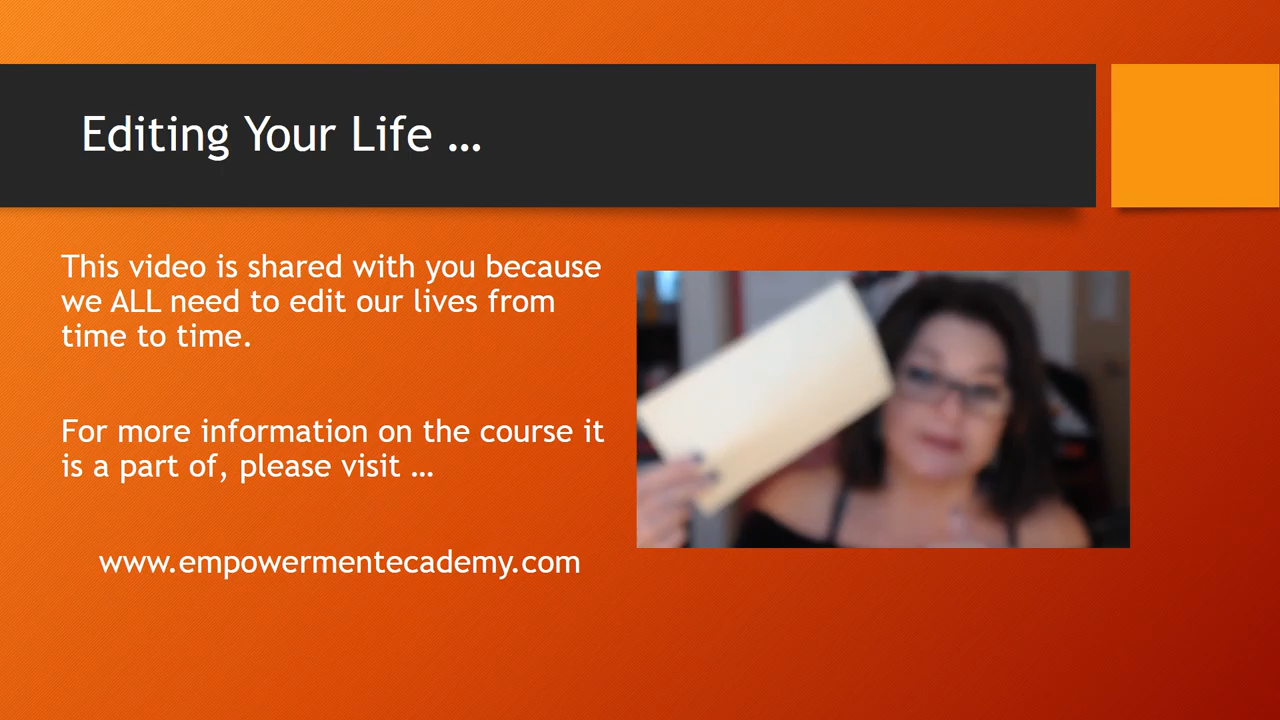 Editing Your Life …
This video is shared with you because
we ALL need to edit our lives from
time to time.
For more information on the course it
is a part of, please visit …
www.empowermentecademy.com